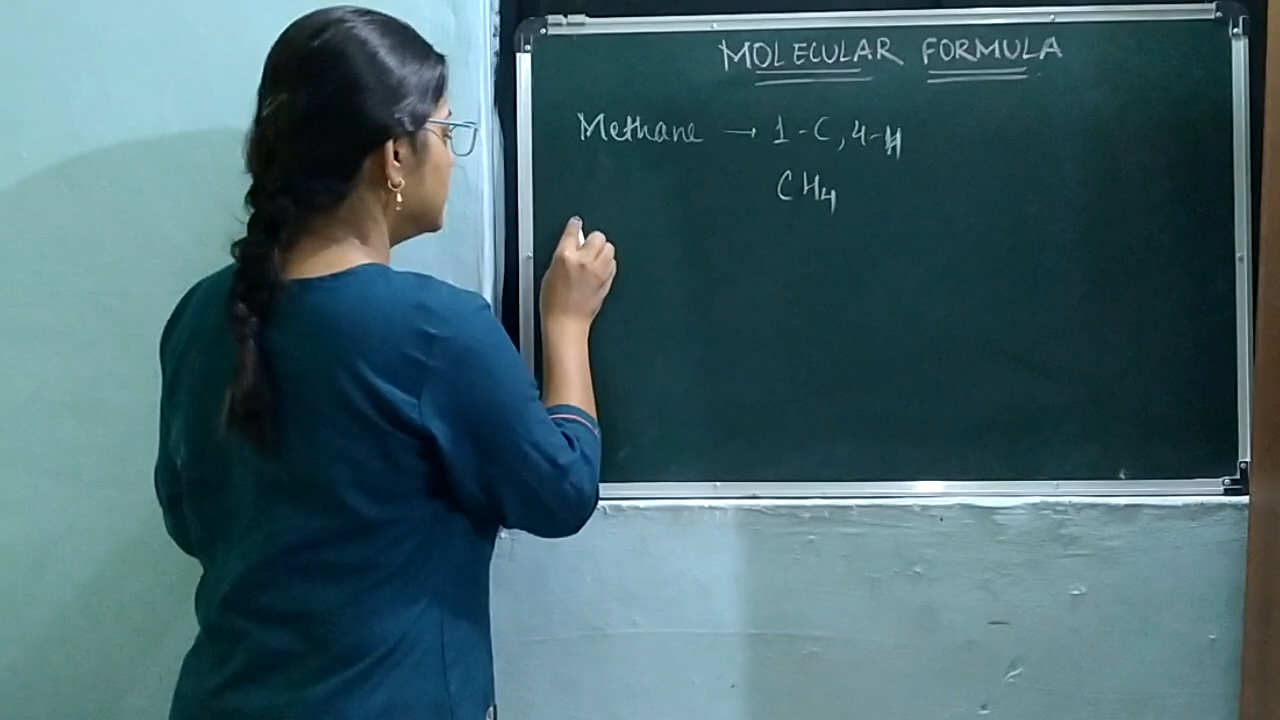 MOLECULAR FORMULA
Methane → 1-C, 4-H
CH4